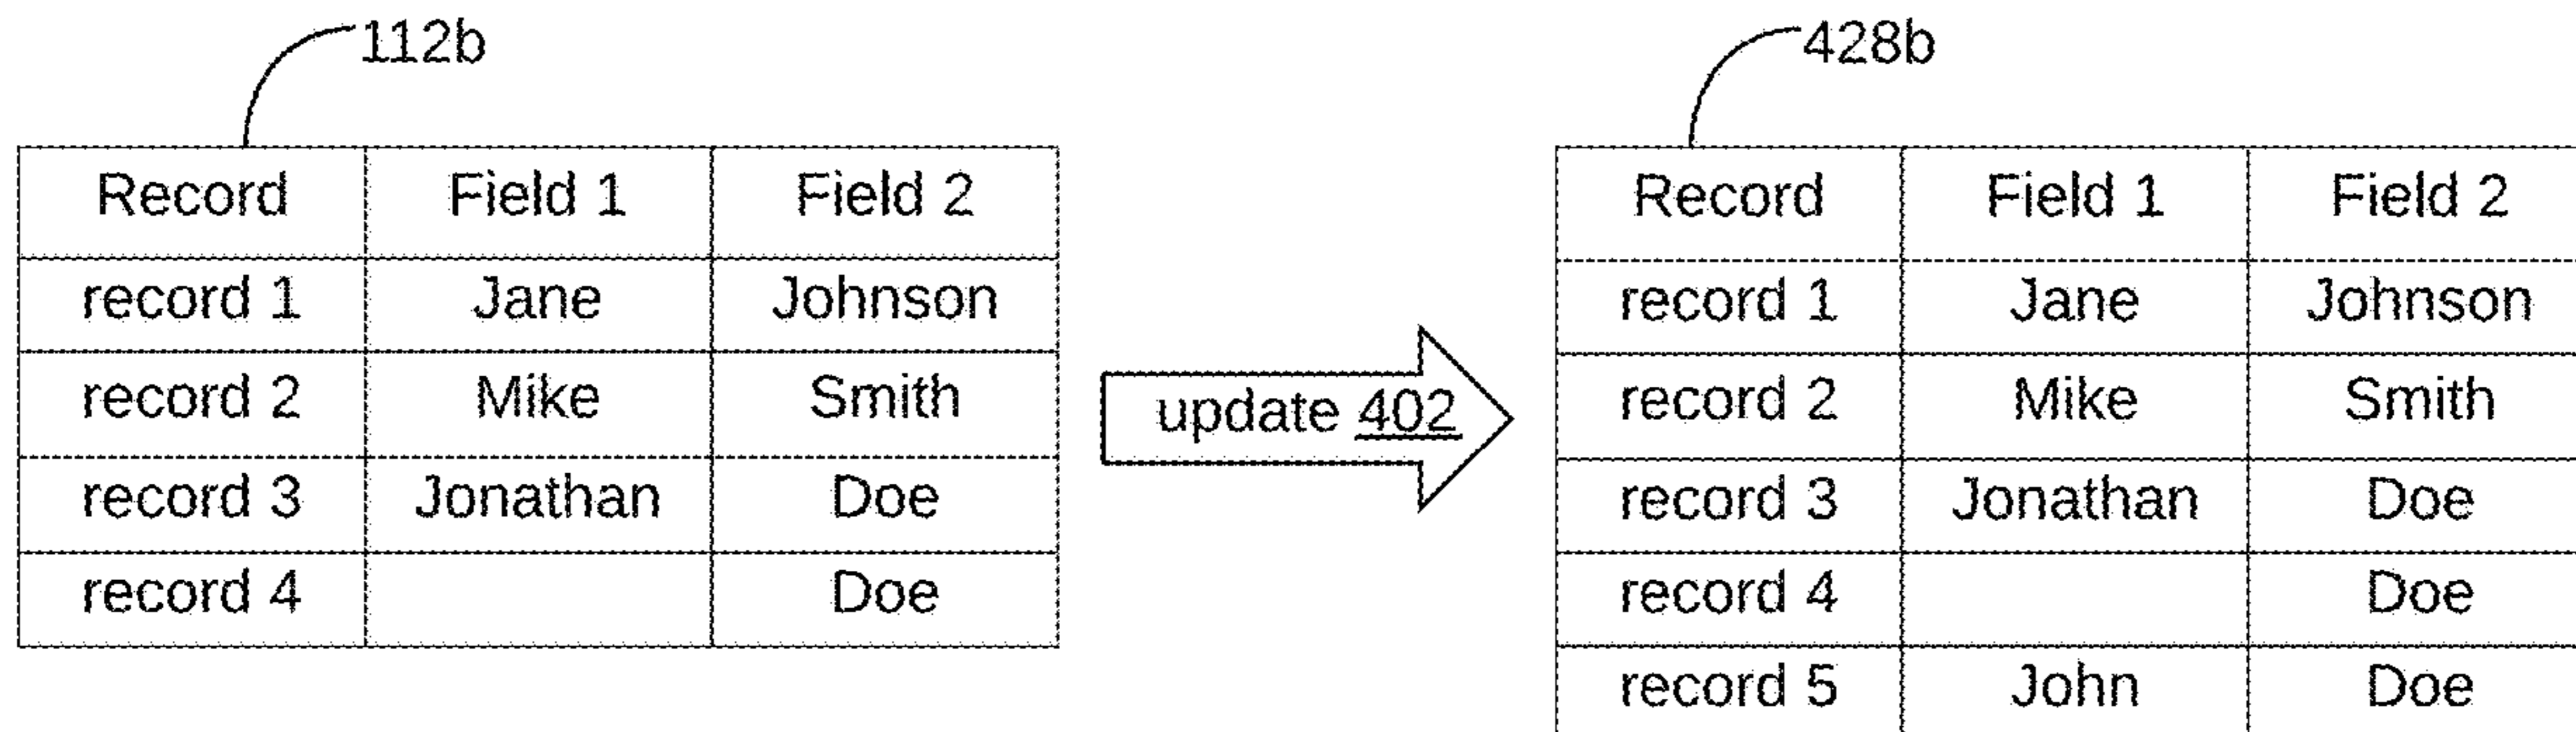 112b
Record Field 1 Field 2
record 1 Jane Johnson
record 2 Mike Smith
record 3 Jonathan Doe
record 4 Doe
update 402
428b
Record Field 1 Field 2
record 1 Jane Johnson
record 2 Mike Smith
record 3 Jonathan Doe
record 4 Doe
record 5 John Doe